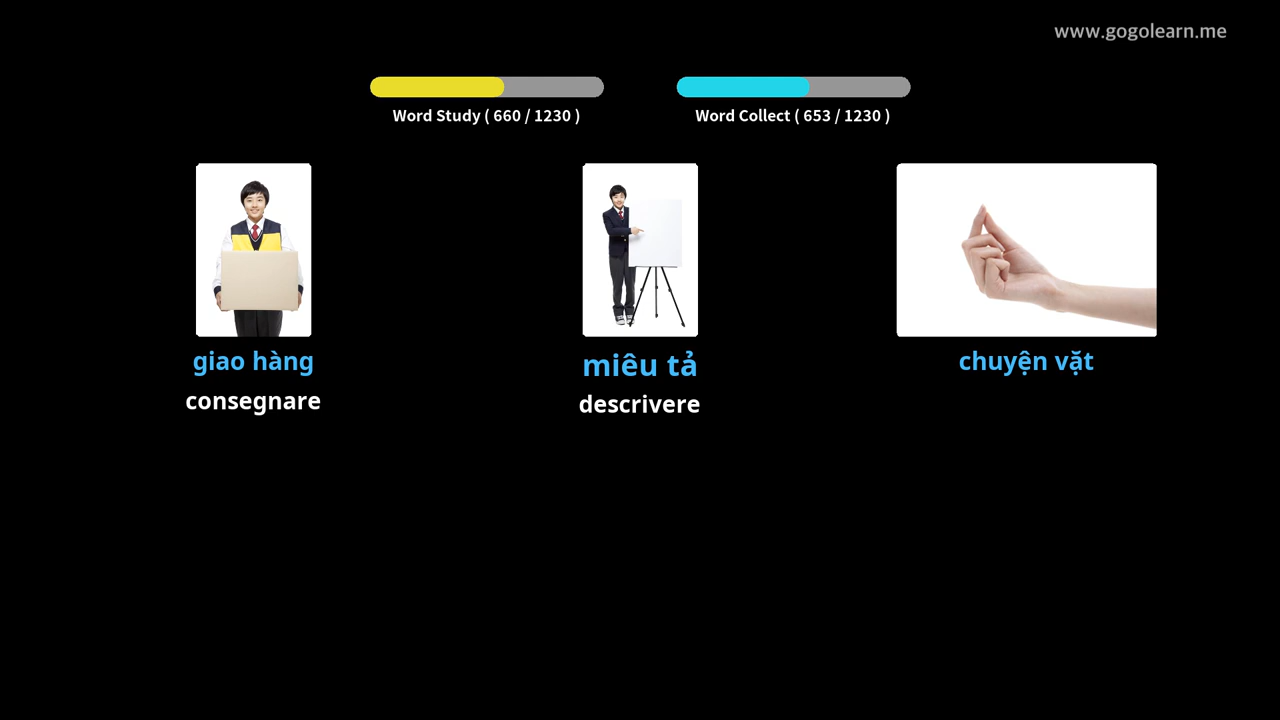 www.gogolearn.me
Word Study ( 660 / 1230 )
Word Collect ( 653 / 1230 )
giao hàng
consegnare
miêu tả
descrivere
chuyện vặt